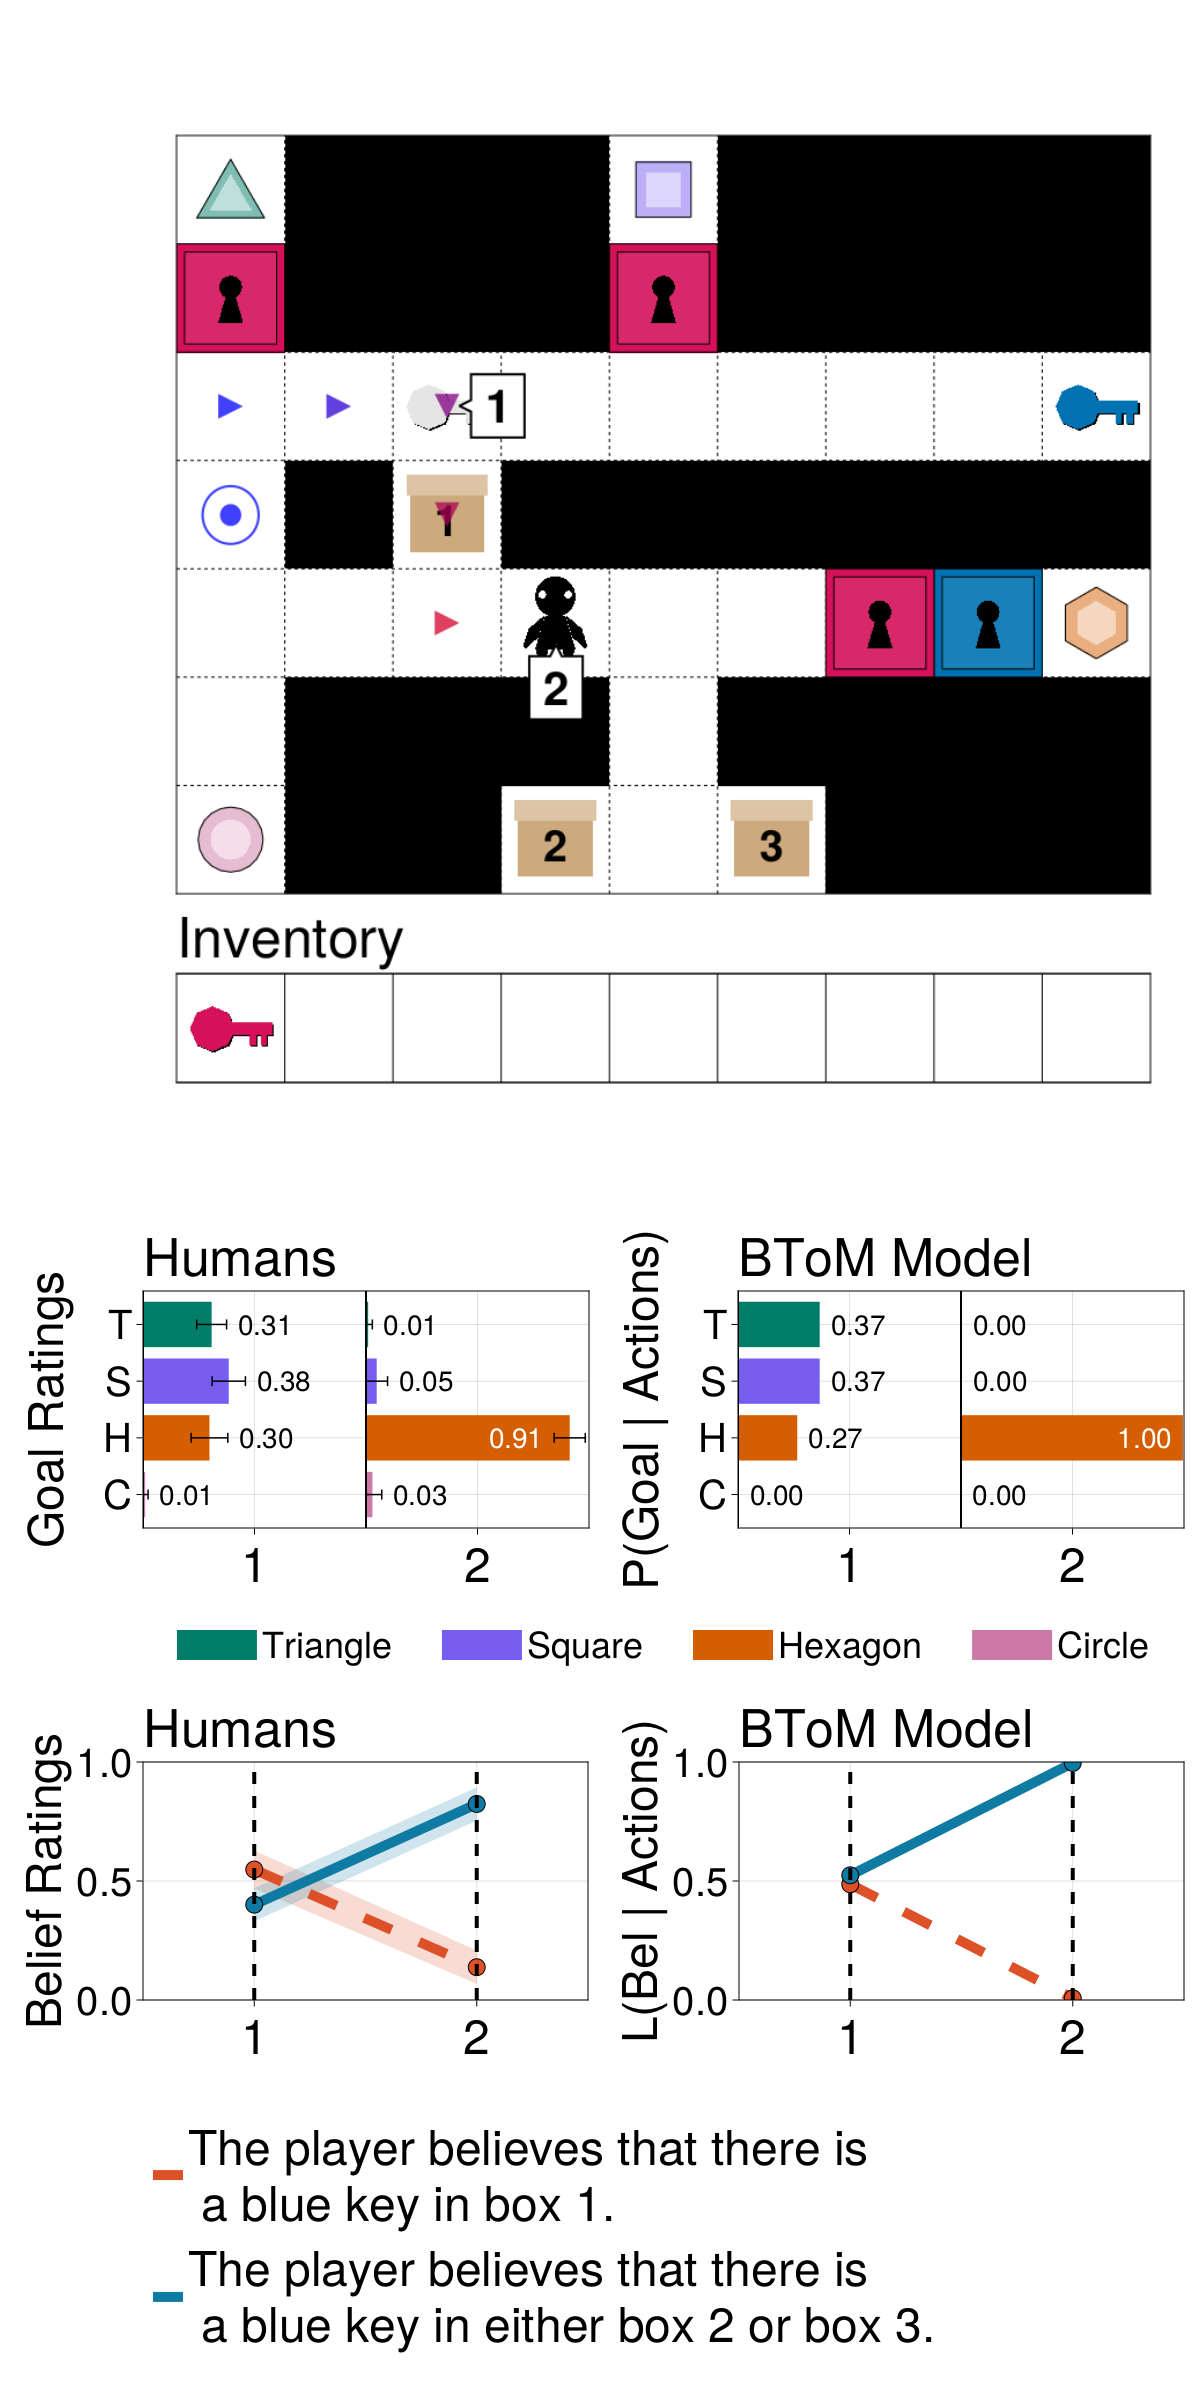 1
1
2
2
3
Inventory
Humans
BToM Model
Goal Ratings
P(Goal | Actions)
T 0.31 0.01
S 0.38 0.05
H 0.30 0.91
C 0.01 0.03
1 2
T 0.37 0.00
S 0.37 0.00
H 0.27 1.00
C 0.00 0.00
1 2
Triangle Square Hexagon Circle
Humans
BToM Model
Belief Ratings
L(Bel | Actions)
1.0
0.5
0.0
1 2
1.0
0.5
0.0
1 2
The player believes that there is
a blue key in box 1.
The player believes that there is
a blue key in either box 2 or box 3.